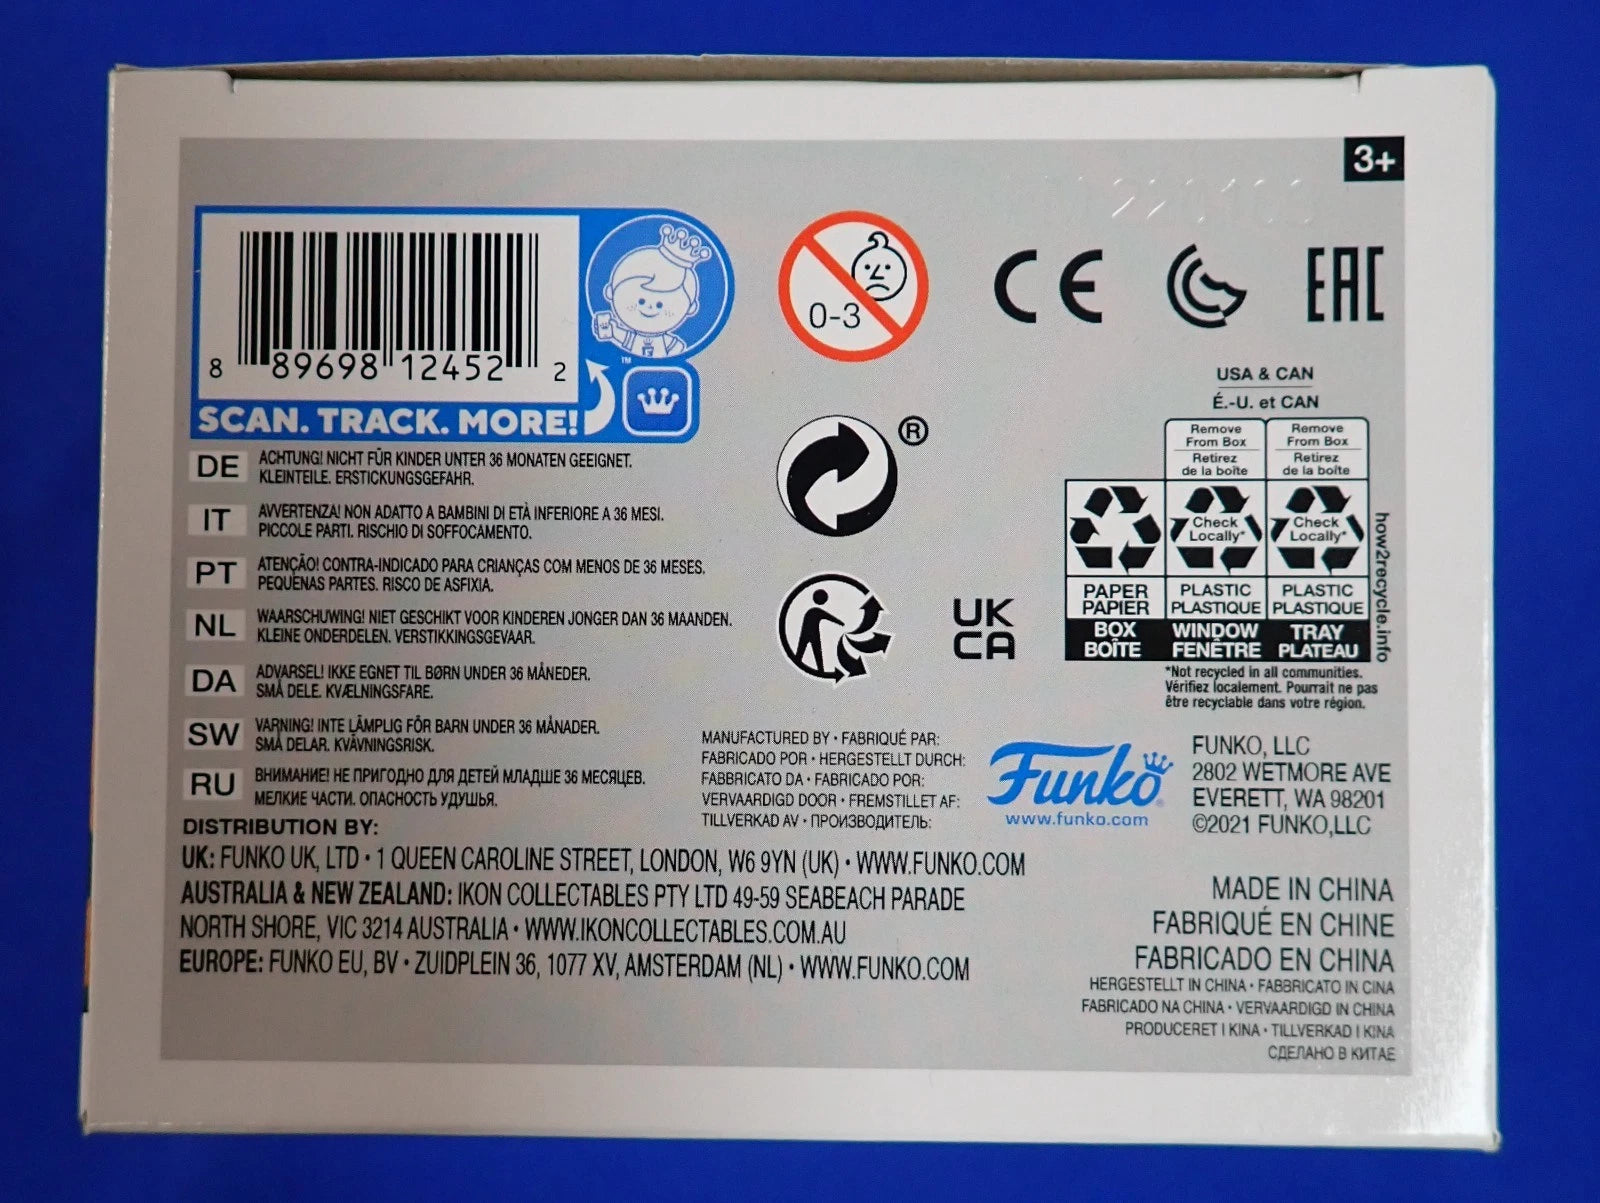 3+
8 89698 12452 2
™
SCAN. TRACK. MORE!
0-3
CE
EAC
®
USA & CAN
É.-U. et CAN
Remove
From Box
Retirez
de la boîte
Remove
From Box
Retirez
de la boîte
Check
Locally*
Check
Locally*
PAPER
PAPIER
PLASTIC
PLASTIQUE
PLASTIC
PLASTIQUE
BOX
BOÎTE
WINDOW
FENÊTRE
TRAY
PLATEAU
how2recycle.info
*Not recycled in all communities.
Vérifiez localement. Pourrait ne pas
être recyclable dans votre région.
UK
CA
DE ACHTUNG! NICHT FÜR KINDER UNTER 36 MONATEN GEEIGNET.
KLEINTEILE. ERSTICKUNGSGEFAHR.
IT AVVERTENZA! NON ADATTO A BAMBINI DI ETÀ INFERIORE A 36 MESI.
PICCOLE PARTI. RISCHIO DI SOFFOCAMENTO.
PT ATENÇÃO! CONTRA-INDICADO PARA CRIANÇAS COM MENOS DE 36 MESES.
PEQUENAS PARTES. RISCO DE ASFIXIA.
NL WAARSCHUWING! NIET GESCHIKT VOOR KINDEREN JONGER DAN 36 MAANDEN.
KLEINE ONDERDELEN. VERSTIKKINGSGEVAAR.
DA ADVARSEL! IKKE EGNET TIL BØRN UNDER 36 MÅNEDER.
SMÅ DELE. KVÆLNINGSFARE.
SW VARNING! INTE LÄMPLIG FÖR BARN UNDER 36 MÅNADER.
SMÅ DELAR. KVÄVNINGSRISK.
RU ВНИМАНИЕ! НЕ ПРИГОДНО ДЛЯ ДЕТЕЙ МЛАДШЕ 36 МЕСЯЦЕВ.
МЕЛКИЕ ЧАСТИ. ОПАСНОСТЬ УДУШЬЯ.
MANUFACTURED BY • FABRIQUÉ PAR:
FABRICADO POR • HERGESTELLT DURCH:
FABBRICATO DA • FABRICADO POR:
VERVAARDIGD DOOR • FREMSTILLET AF:
TILLVERKAD AV • ПРОИЗВОДИТЕЛЬ:
Funko®
www.funko.com
FUNKO, LLC
2802 WETMORE AVE
EVERETT, WA 98201
©2021 FUNKO,LLC
DISTRIBUTION BY:
UK: FUNKO UK, LTD • 1 QUEEN CAROLINE STREET, LONDON, W6 9YN (UK) • WWW.FUNKO.COM
AUSTRALIA & NEW ZEALAND: IKON COLLECTABLES PTY LTD 49-59 SEABEACH PARADE
NORTH SHORE, VIC 3214 AUSTRALIA • WWW.IKONCOLLECTABLES.COM.AU
EUROPE: FUNKO EU, BV • ZUIDPLEIN 36, 1077 XV, AMSTERDAM (NL) • WWW.FUNKO.COM
MADE IN CHINA
FABRIQUÉ EN CHINE
FABRICADO EN CHINA
HERGESTELLT IN CHINA • FABBRICATO IN CINA
FABRICADO NA CHINA • VERVAARDIGD IN CHINA
PRODUCERET I KINA • TILLVERKAD I KINA
СДЕЛАНО В КИТАЕ